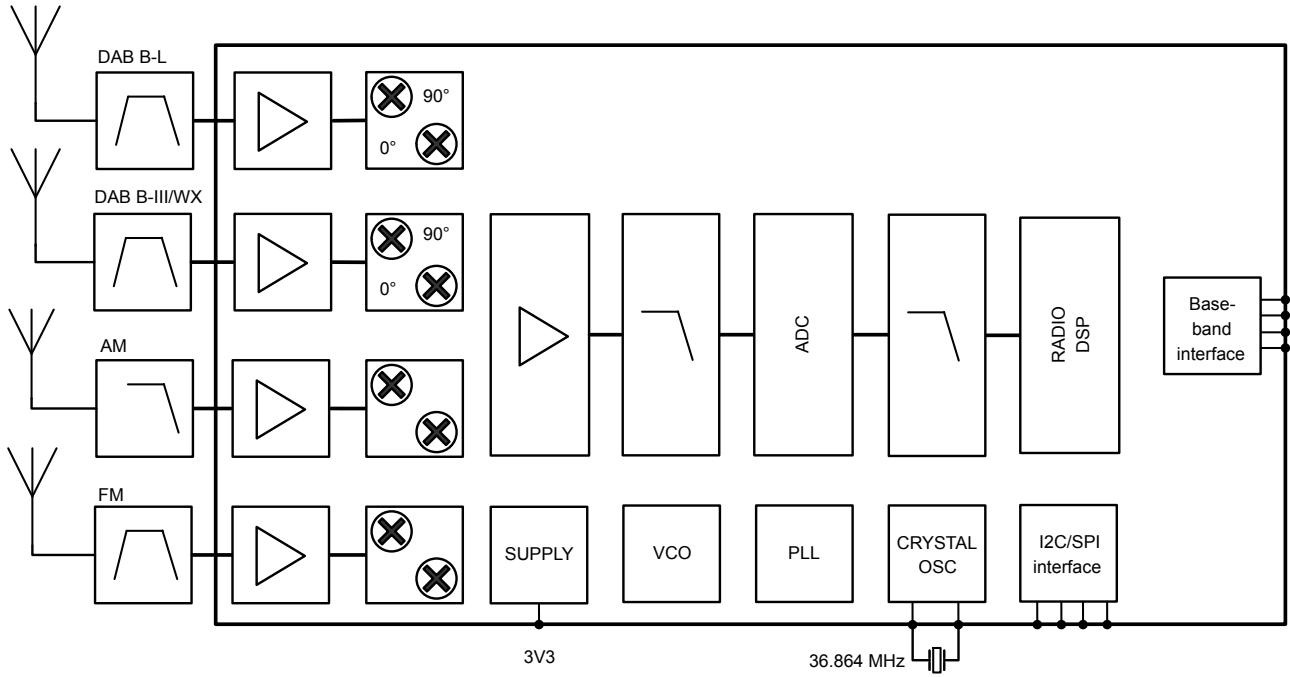 DAB B-L
90°
0°
DAB B-III/WX
90°
0°
ADC
RADIO
DSP
Base-
band
interface
AM
FM
SUPPLY
VCO
PLL
CRYSTAL
OSC
I2C/SPI
interface
3V3
36.864 MHz